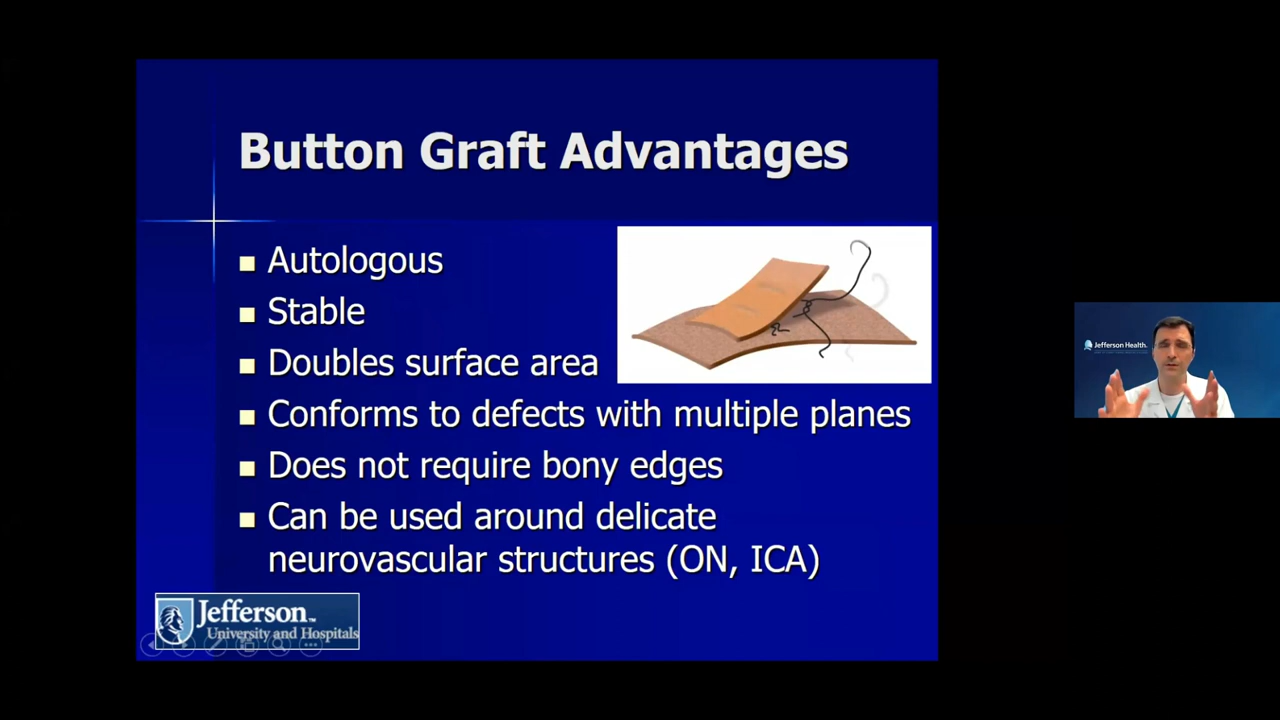 Button Graft Advantages
Autologous
Stable
Doubles surface area
Conforms to defects with multiple planes
Does not require bony edges
Can be used around delicate
neurovascular structures (ON, ICA)
Jefferson™
University and Hospitals
Jefferson Health.